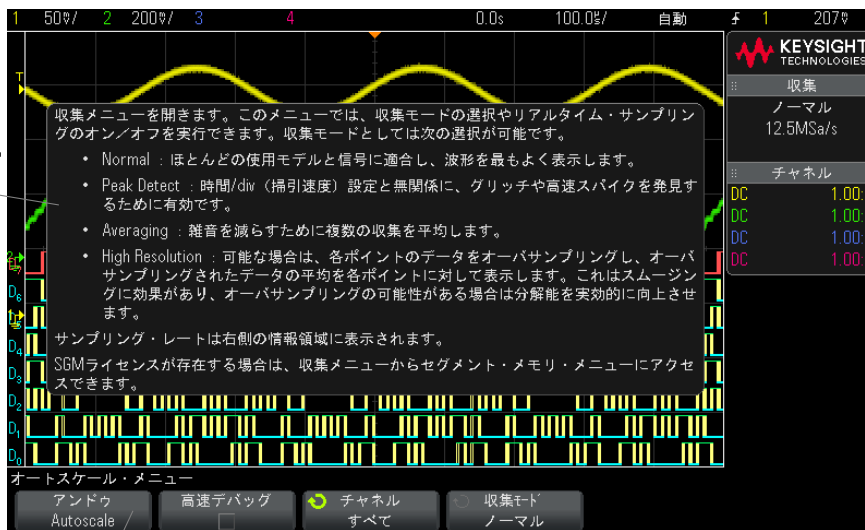 1 50▽/ 2 200▽/ 3 4 0.0s 100.0▽/ 自動 1 207▽
KEYSIGHT
TECHNOLOGIES
収集
ノーマル
12.5MSa/s
チャネル
DC 1.00:
DC 1.00:
DC 1.00:
DC 1.00:
T
収集メニューを開きます。このメニューでは、収集モードの選択やリアルタイム・サンプリン
グのオン/オフを実行できます。収集モードとしては次の選択が可能です。
• Normal : ほとんどの使用モデルと信号に適合し、波形を最もよく表示します。
• Peak Detect : 時間/div（掃引速度）設定と無関係に、グリッチや高速スパイクを発見す
るために有効です。
• Averaging : 雑音を減らすために複数の収集を平均します。
• High Resolution : 可能な場合は、各ポイントのデータをオーバサンプリングし、オーバ
サンプリングされたデータの平均を各ポイントに対して表示します。これはスムージン
グに効果があり、オーバサンプリングの可能性がある場合は分解能を実効的に向上させ
ます。
サンプリング・レートは右側の情報領域に表示されます。
SGMライセンスが存在する場合は、収集メニューからセグメント・メモリ・メニューにアクセ
スできます。
D6
D4
D3
D2
D1
D0
オートスケール・メニュー
アンドゥ
Autoscale
高速デバッグ
チャネル
すべて
収集ﾓｰﾄﾞ
ノーマル